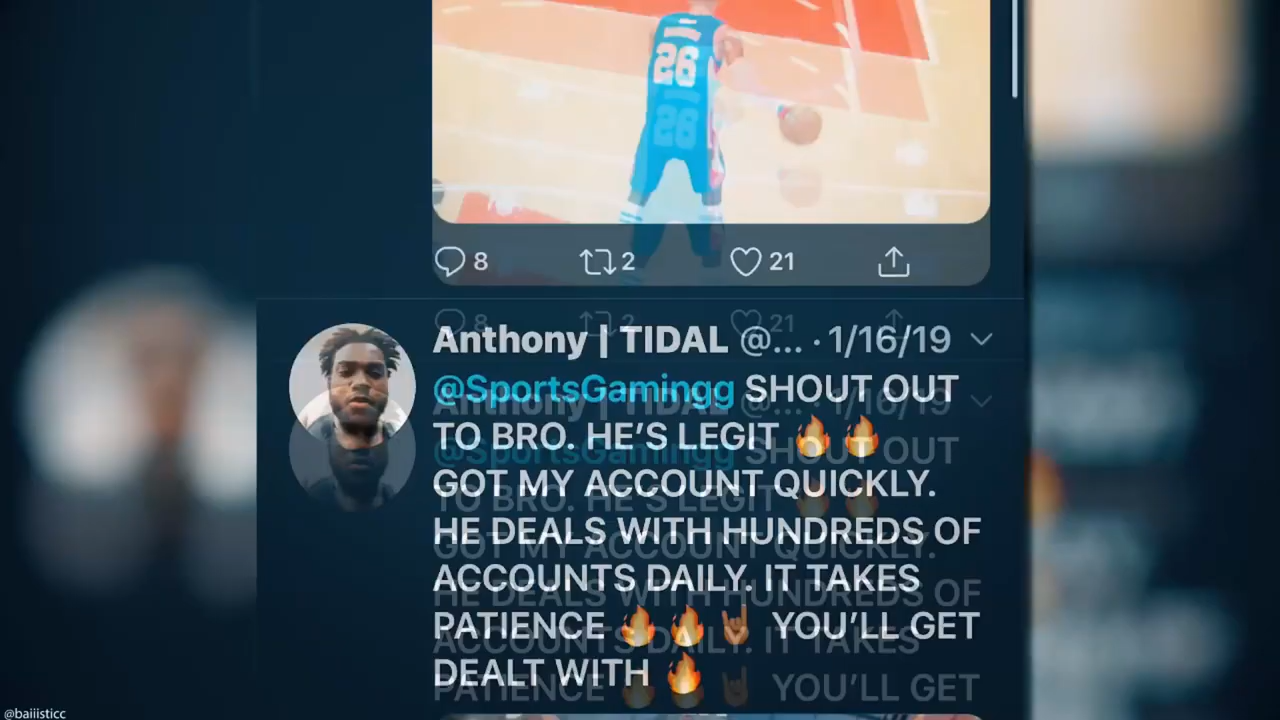 26
8 2 21
Anthony | TIDAL @... · 1/16/19
@SportsGamingg SHOUT OUT
TO BRO. HE'S LEGIT 🔥 🔥
GOT MY ACCOUNT QUICKLY.
HE DEALS WITH HUNDREDS OF
ACCOUNTS DAILY. IT TAKES
PATIENCE 🔥 🔥 🤘🏾 YOU'LL GET
DEALT WITH 🔥
@baiiisticc